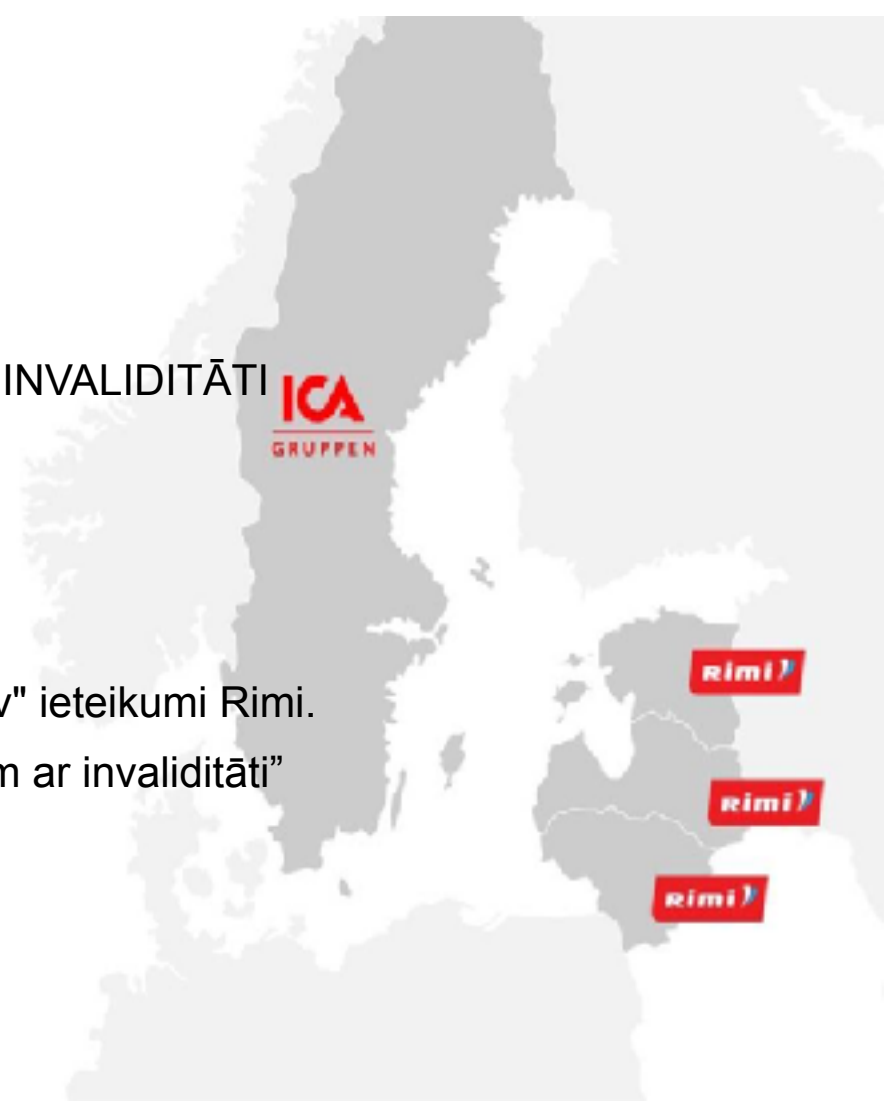 INVALIDITĀTI
ICA
GRUPPEN
Rimi
v" ieteikumi Rimi.
m ar invaliditāti”
Rimi
Rimi